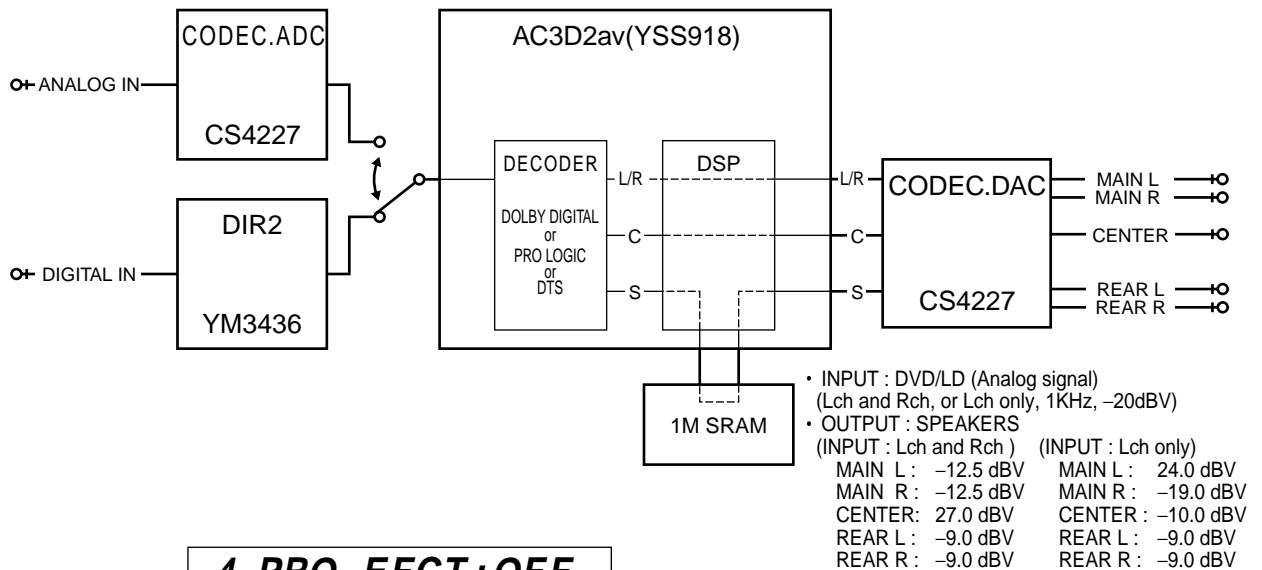 CODEC.ADC
CS4227
ANALOG IN
DIR2
YM3436
DIGITAL IN
AC3D2av(YSS918)
DECODER
DOLBY DIGITAL
or
PRO LOGIC
or
DTS
L/R
C
S
DSP
1M SRAM
L/R
C
S
CODEC.DAC
CS4227
MAIN L
MAIN R
CENTER
REAR L
REAR R
• INPUT : DVD/LD (Analog signal)
(Lch and Rch, or Lch only, 1KHz, −20dBV)
• OUTPUT : SPEAKERS
(INPUT : Lch and Rch ) (INPUT : Lch only)
MAIN L : −12.5 dBV MAIN L : 24.0 dBV
MAIN R : −12.5 dBV MAIN R : −19.0 dBV
CENTER: 27.0 dBV CENTER : −10.0 dBV
REAR L : −9.0 dBV REAR L : −9.0 dBV
REAR R : −9.0 dBV REAR R : −9.0 dBV
4 PRO EFCT:OFF